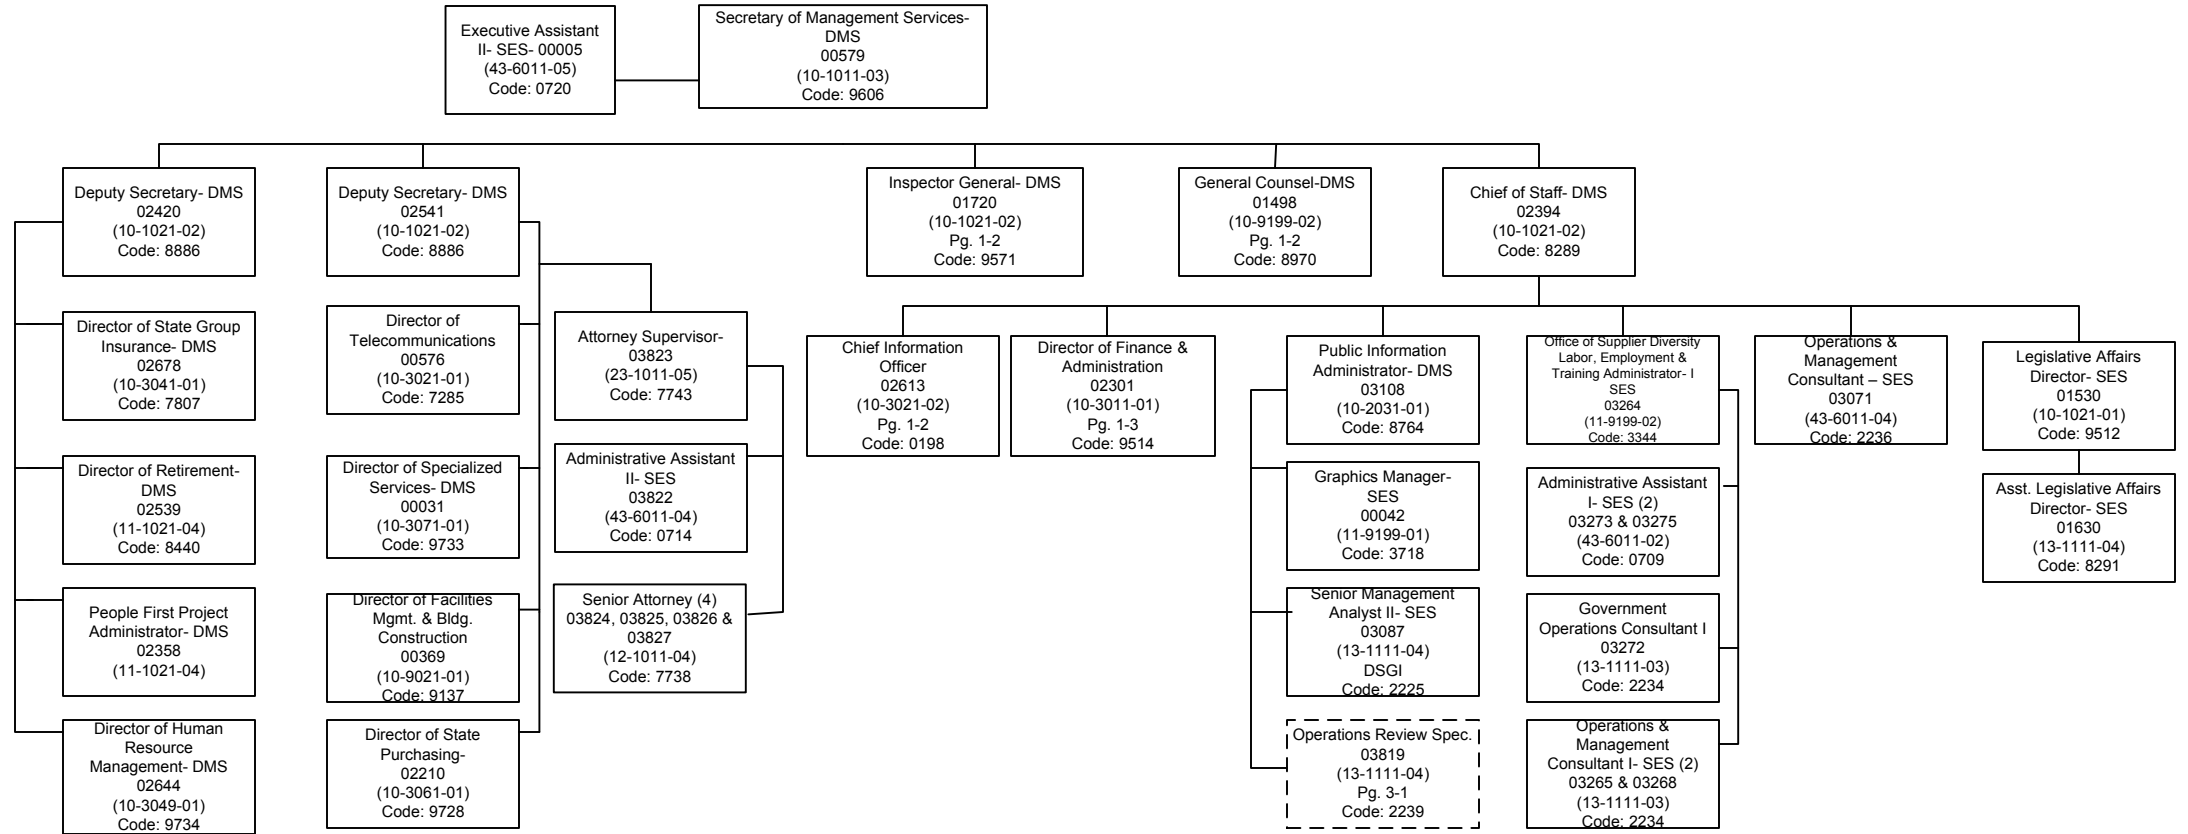 Executive Assistant
II- SES- 00005
(43-6011-05)
Code: 0720
Secretary of Management Services-
DMS
00579
(10-1011-03)
Code: 9606
Deputy Secretary- DMS
02420
(10-1021-02)
Code: 8886
Deputy Secretary- DMS
02541
(10-1021-02)
Code: 8886
Inspector General- DMS
01720
(10-1021-02)
Pg. 1-2
Code: 9571
General Counsel-DMS
01498
(10-9199-02)
Pg. 1-2
Code: 8970
Chief of Staff- DMS
02394
(10-1021-02)
Code: 8289
Director of State Group
Insurance- DMS
02678
(10-3041-01)
Code: 7807
Director of
Telecommunications
00576
(10-3021-01)
Code: 7285
Attorney Supervisor-
03823
(23-1011-05)
Code: 7743
Chief Information
Officer
02613
(10-3021-02)
Pg. 1-2
Code: 0198
Director of Finance &
Administration
02301
(10-3011-01)
Pg. 1-3
Code: 9514
Public Information
Administrator- DMS
03108
(10-2031-01)
Code: 8764
Office of Supplier Diversity
Labor, Employment &
Training Administrator- I
SES
03264
(11-9199-02)
Code: 3344
Operations &
Management
Consultant – SES
03071
(43-6011-04)
Code: 2236
Legislative Affairs
Director- SES
01530
(10-1021-01)
Code: 9512
Director of Retirement-
DMS
02539
(11-1021-04)
Code: 8440
Director of Specialized
Services- DMS
00031
(10-3071-01)
Code: 9733
Administrative Assistant
II- SES
03822
(43-6011-04)
Code: 0714
Graphics Manager-
SES
00042
(11-9199-01)
Code: 3718
Administrative Assistant
I- SES (2)
03273 & 03275
(43-6011-02)
Code: 0709
Asst. Legislative Affairs
Director- SES
01630
(13-1111-04)
Code: 8291
People First Project
Administrator- DMS
02358
(11-1021-04)
Director of Facilities
Mgmt. & Bldg.
Construction
00369
(10-9021-01)
Code: 9137
Senior Attorney (4)
03824, 03825, 03826 &
03827
(12-1011-04)
Code: 7738
Senior Management
Analyst II- SES
03087
(13-1111-04)
DSGI
Code: 2225
Government
Operations Consultant I
03272
(13-1111-03)
Code: 2234
Director of Human
Resource
Management- DMS
02644
(10-3049-01)
Code: 9734
Director of State
Purchasing-
02210
(10-3061-01)
Code: 9728
Operations Review Spec.
03819
(13-1111-04)
Pg. 3-1
Code: 2239
Operations &
Management
Consultant I- SES (2)
03265 & 03268
(13-1111-03)
Code: 2234